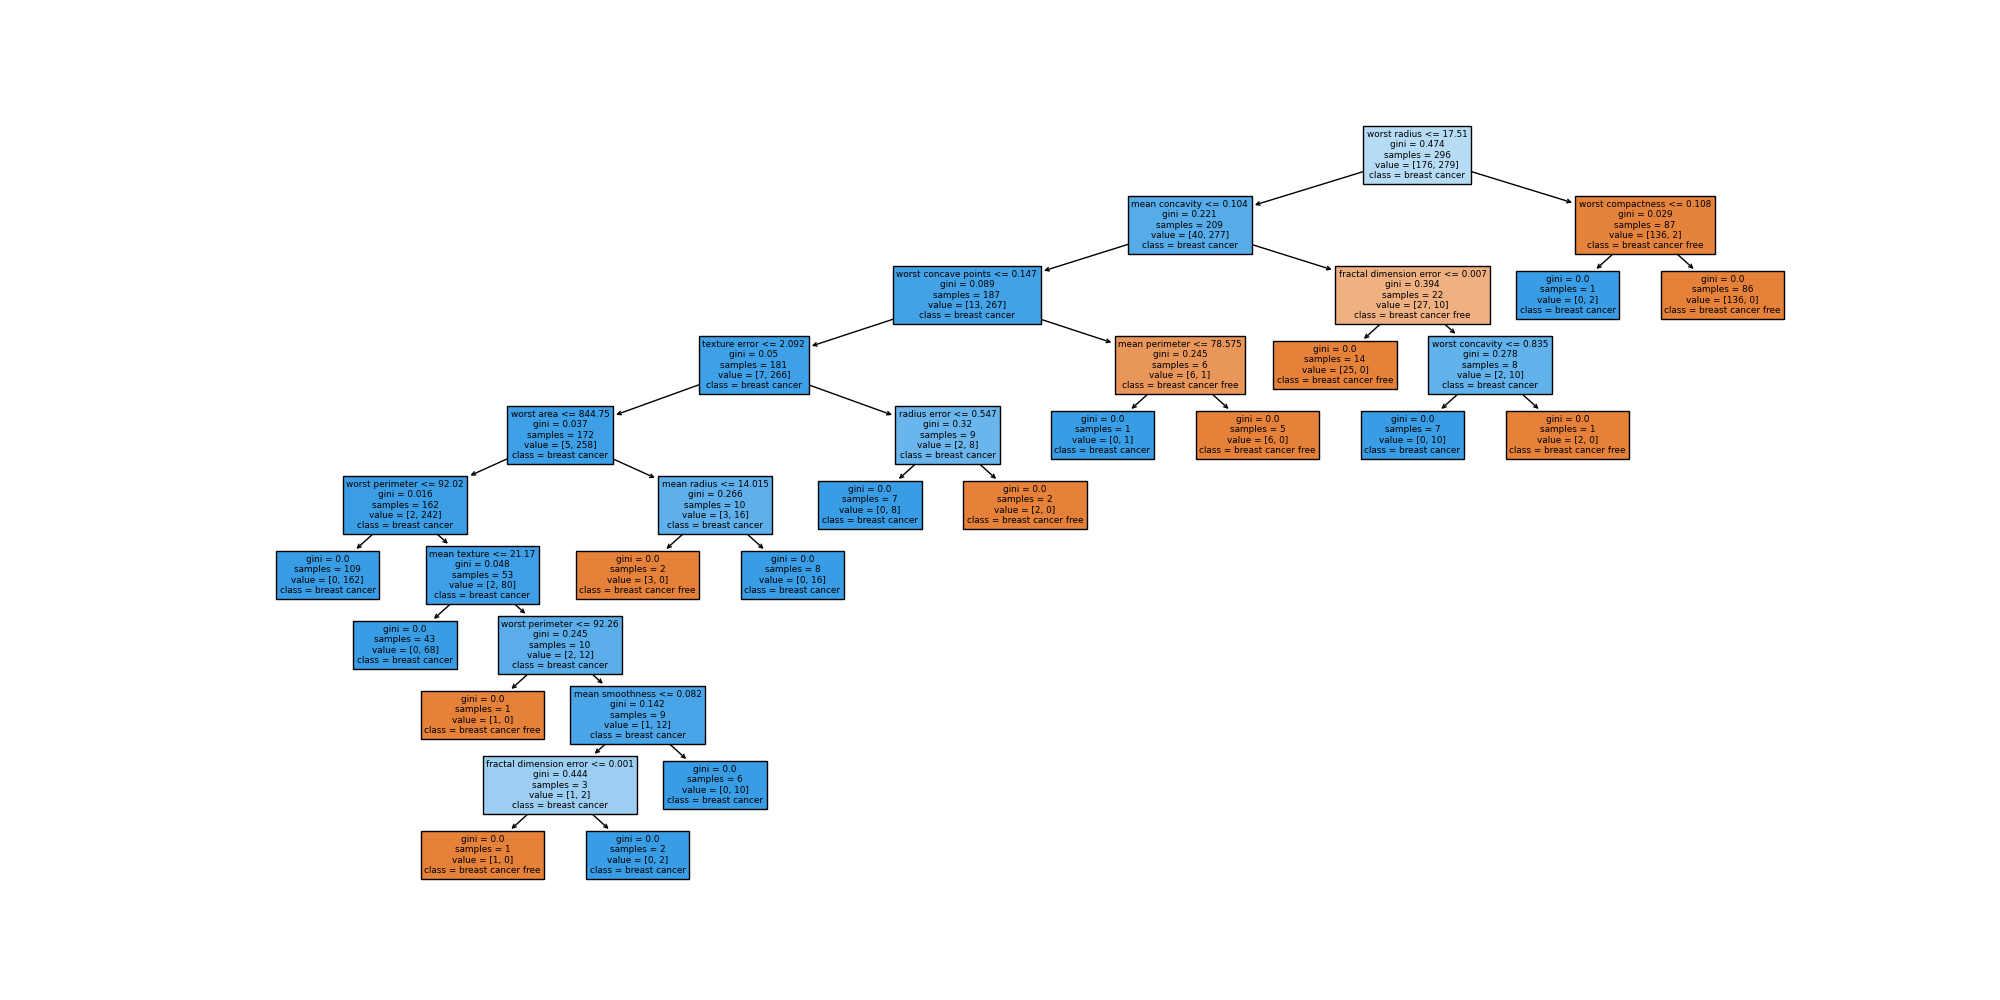 worst radius <= 17.51
gini = 0.474
samples = 296
value = [176, 279]
class = breast cancer
mean concavity <= 0.104
gini = 0.221
samples = 209
value = [40, 277]
class = breast cancer
worst compactness <= 0.108
gini = 0.029
samples = 87
value = [136, 2]
class = breast cancer free
worst concave points <= 0.147
gini = 0.089
samples = 187
value = [13, 267]
class = breast cancer
fractal dimension error <= 0.007
gini = 0.394
samples = 22
value = [27, 10]
class = breast cancer free
gini = 0.0
samples = 1
value = [0, 2]
class = breast cancer
gini = 0.0
samples = 86
value = [136, 0]
class = breast cancer free
texture error <= 2.092
gini = 0.05
samples = 181
value = [7, 266]
class = breast cancer
mean perimeter <= 78.575
gini = 0.245
samples = 6
value = [6, 1]
class = breast cancer free
gini = 0.0
samples = 14
value = [25, 0]
class = breast cancer free
worst concavity <= 0.835
gini = 0.278
samples = 8
value = [2, 10]
class = breast cancer
worst area <= 844.75
gini = 0.037
samples = 172
value = [5, 258]
class = breast cancer
radius error <= 0.547
gini = 0.32
samples = 9
value = [2, 8]
class = breast cancer
gini = 0.0
samples = 1
value = [0, 1]
class = breast cancer
gini = 0.0
samples = 5
value = [6, 0]
class = breast cancer free
gini = 0.0
samples = 7
value = [0, 10]
class = breast cancer
gini = 0.0
samples = 1
value = [2, 0]
class = breast cancer free
worst perimeter <= 92.02
gini = 0.016
samples = 162
value = [2, 242]
class = breast cancer
mean radius <= 14.015
gini = 0.266
samples = 10
value = [3, 16]
class = breast cancer
gini = 0.0
samples = 7
value = [0, 8]
class = breast cancer
gini = 0.0
samples = 2
value = [2, 0]
class = breast cancer free
gini = 0.0
samples = 109
value = [0, 162]
class = breast cancer
mean texture <= 21.17
gini = 0.048
samples = 53
value = [2, 80]
class = breast cancer
gini = 0.0
samples = 2
value = [3, 0]
class = breast cancer free
gini = 0.0
samples = 8
value = [0, 16]
class = breast cancer
gini = 0.0
samples = 43
value = [0, 68]
class = breast cancer
worst perimeter <= 92.26
gini = 0.245
samples = 10
value = [2, 12]
class = breast cancer
gini = 0.0
samples = 1
value = [1, 0]
class = breast cancer free
mean smoothness <= 0.082
gini = 0.142
samples = 9
value = [1, 12]
class = breast cancer
fractal dimension error <= 0.001
gini = 0.444
samples = 3
value = [1, 2]
class = breast cancer
gini = 0.0
samples = 6
value = [0, 10]
class = breast cancer
gini = 0.0
samples = 1
value = [1, 0]
class = breast cancer free
gini = 0.0
samples = 2
value = [0, 2]
class = breast cancer